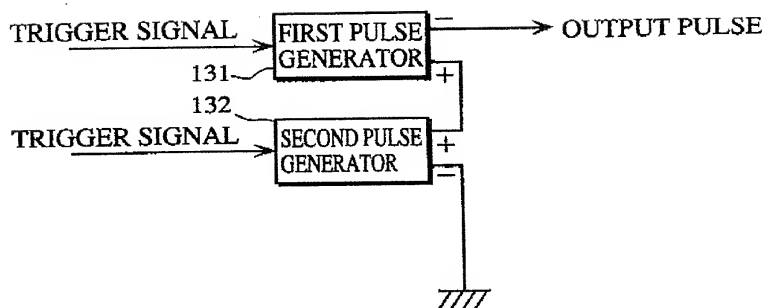 TRIGGER SIGNAL
FIRST PULSE
GENERATOR
−
+
OUTPUT PULSE
131
132
TRIGGER SIGNAL
SECOND PULSE
GENERATOR
+
−